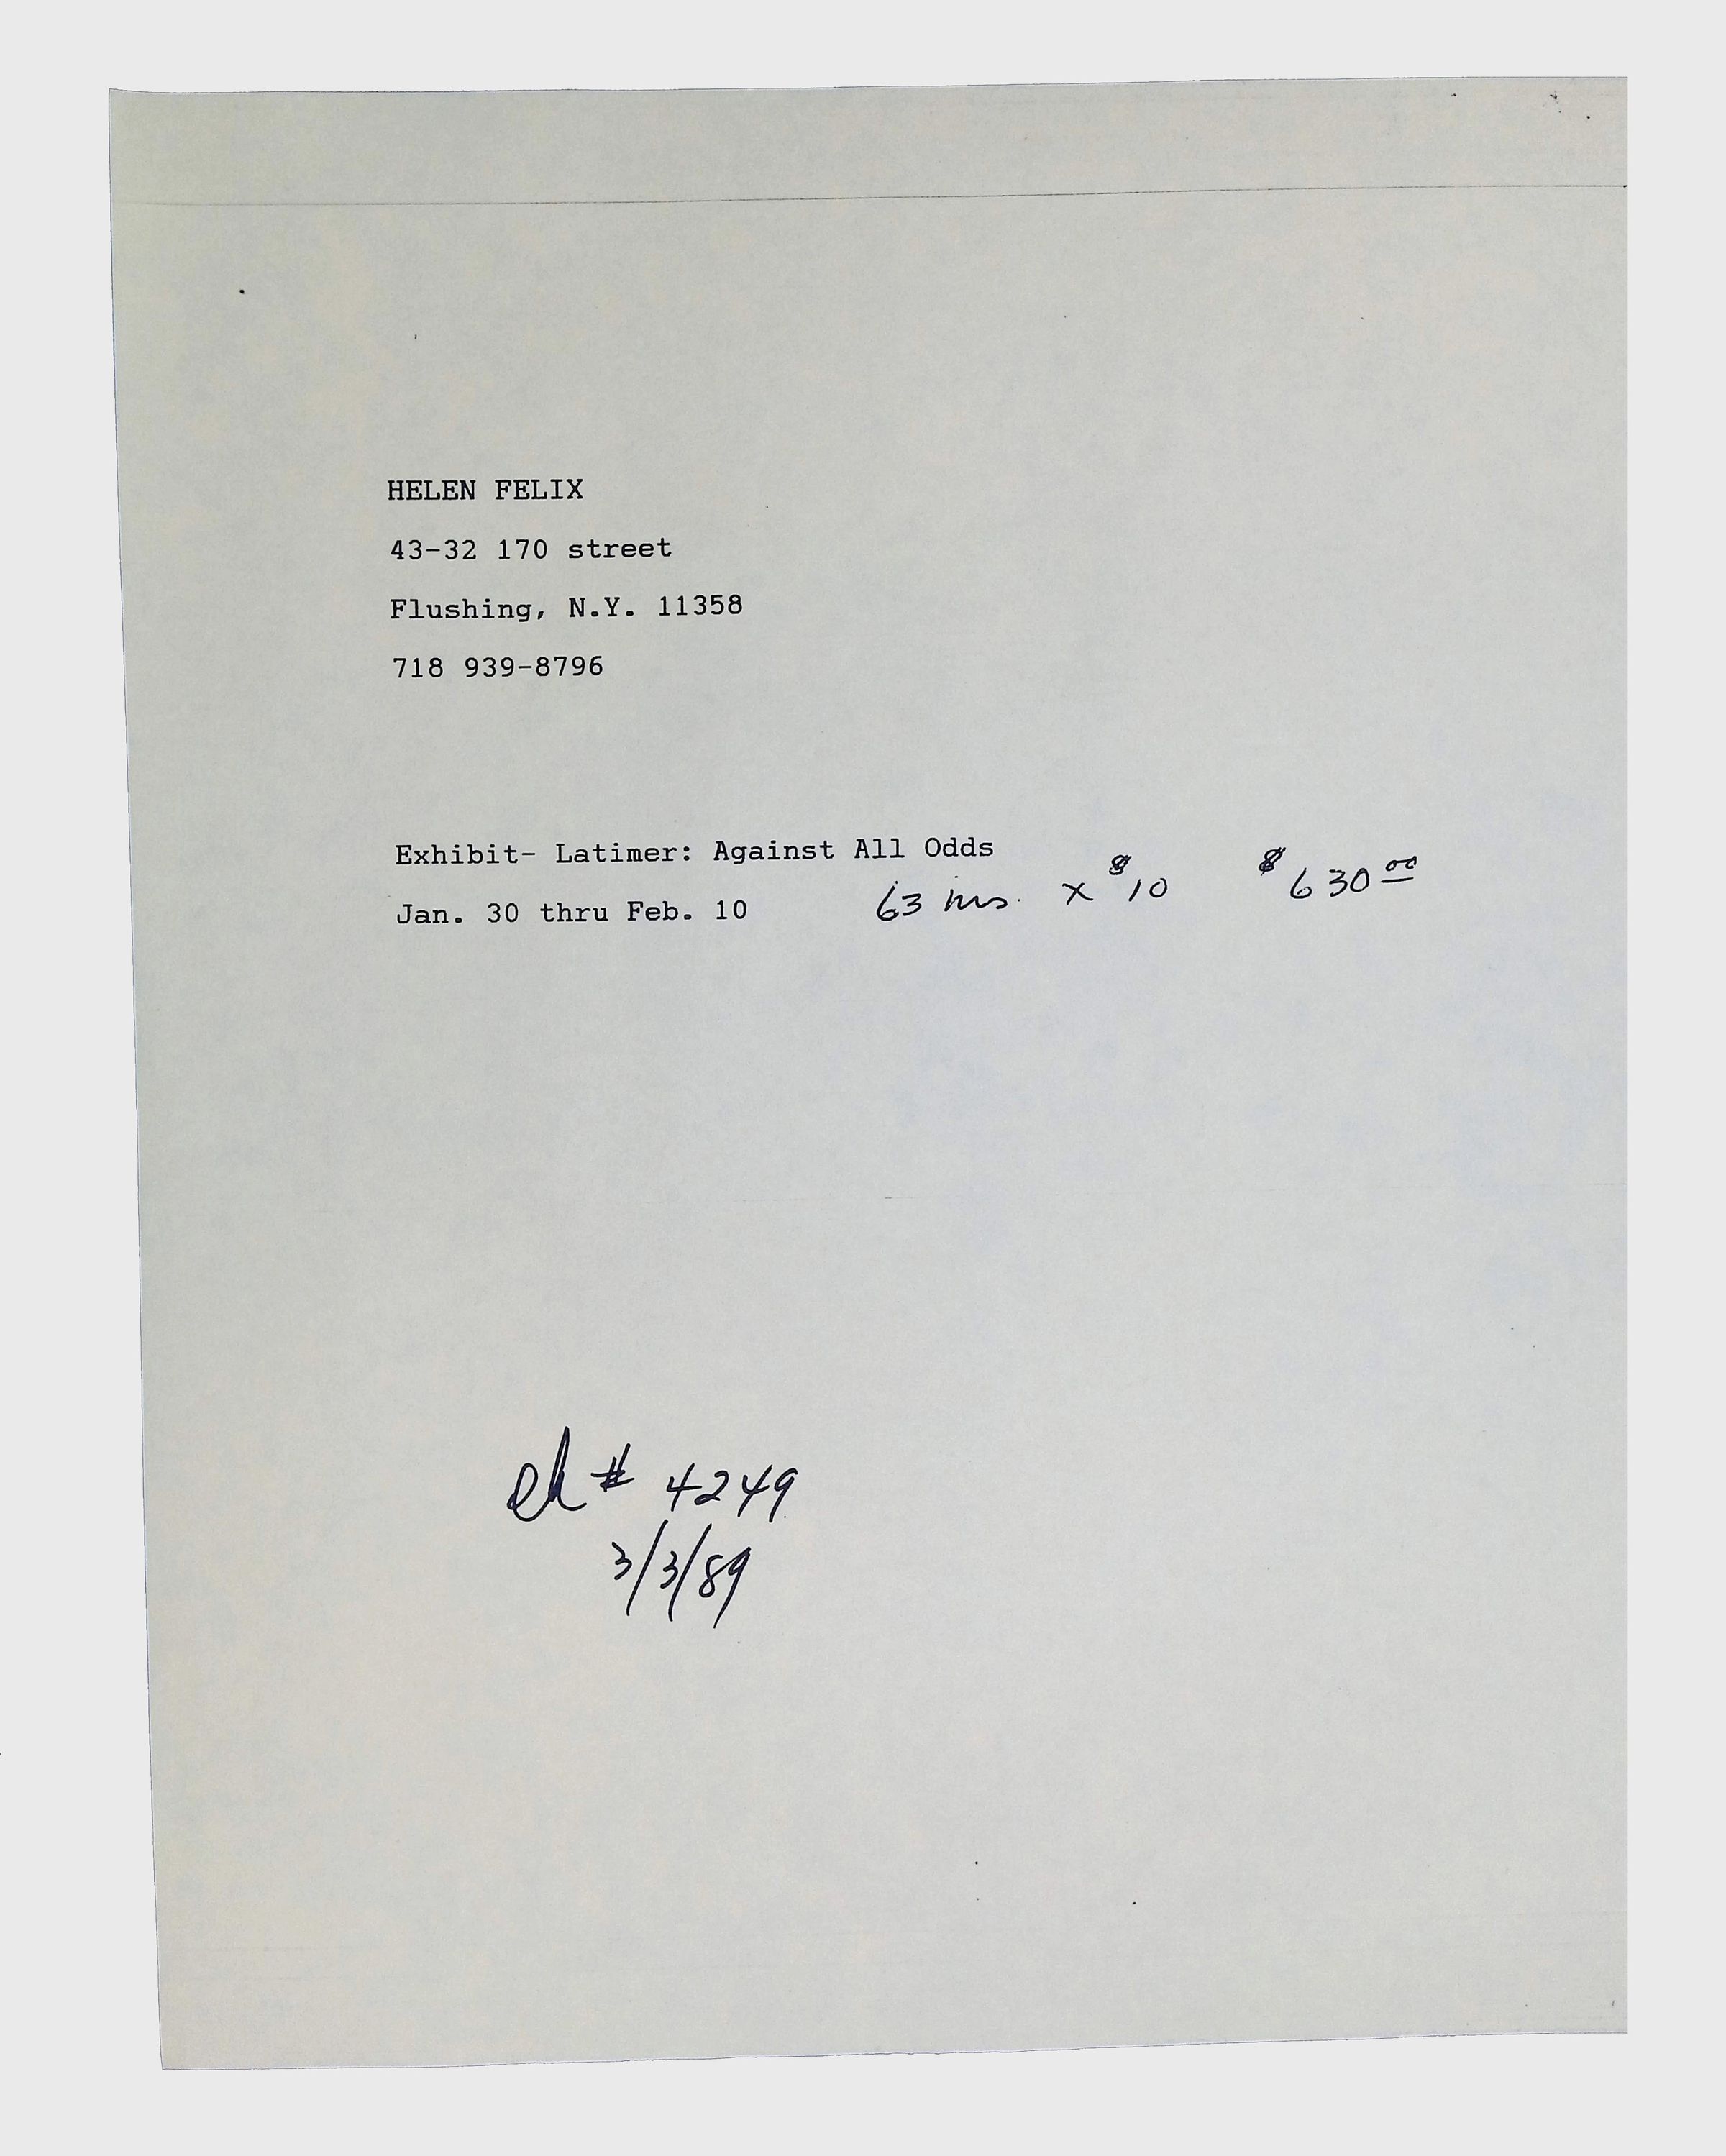 HELEN FELIX
43-32 170 street
Flushing, N.Y. 11358
718 939-8796
Exhibit- Latimer: Against All Odds
Jan. 30 thru Feb. 10 63 hrs. x $10 $630 00
ck # 4249
3/3/89